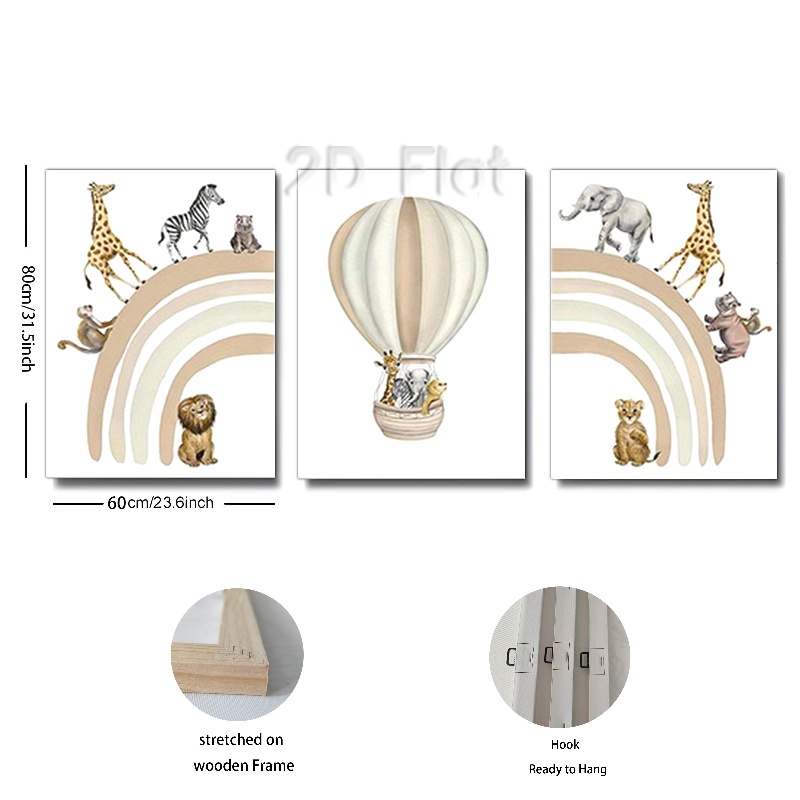 2D Flat
80cm/31.5inch
60cm/23.6inch
stretched on
wooden Frame
Hook
Ready to Hang